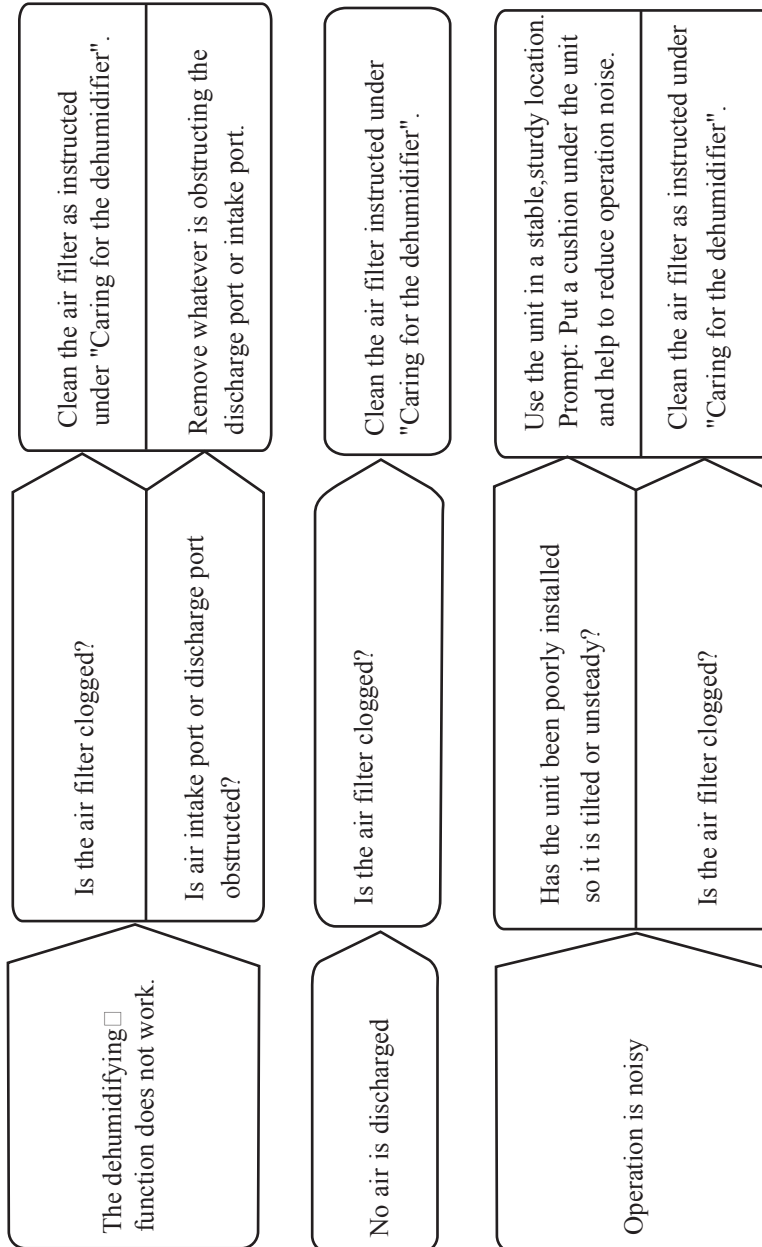 The dehumidifying□
function does not work.
Is the air filter clogged?
Clean the air filter as instructed
under "Caring for the dehumidifier".
Is air intake port or discharge port
obstructed?
Remove whatever is obstructing the
discharge port or intake port.
No air is discharged
Is the air filter clogged?
Clean the air filter instructed under
"Caring for the dehumidifier".
Operation is noisy
Has the unit been poorly installed
so it is tilted or unsteady?
Use the unit in a stable,sturdy location.
Prompt: Put a cushion under the unit
and help to reduce operation noise.
Is the air filter clogged?
Clean the air filter as instructed under
"Caring for the dehumidifier".